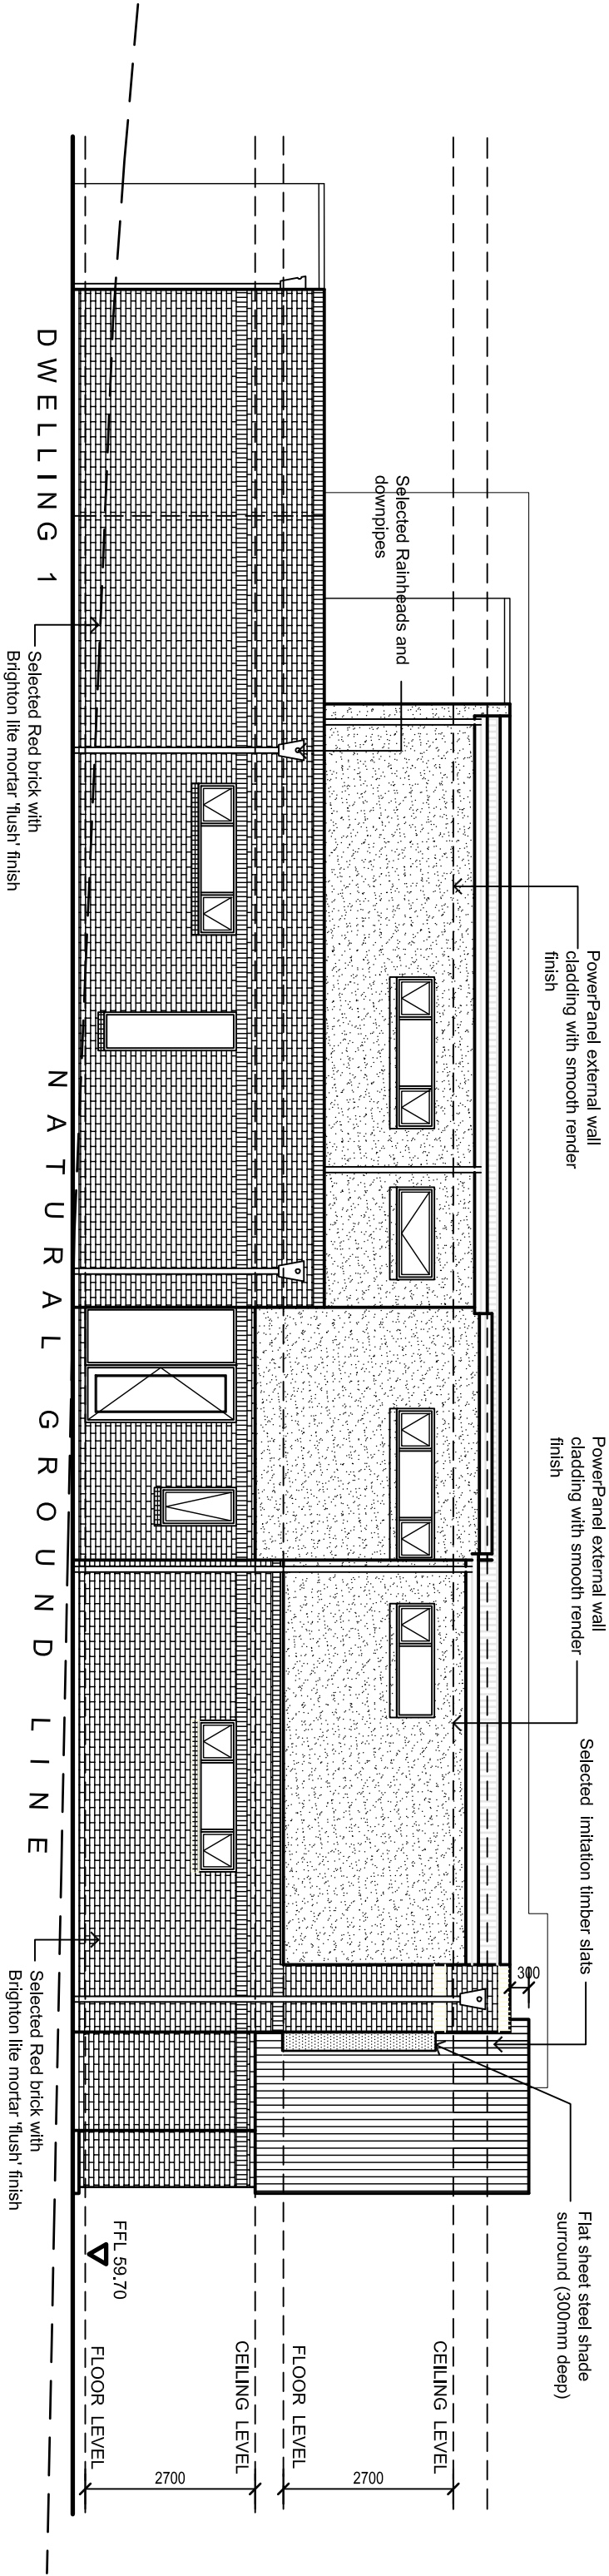 Selected Rainheads and
downpipes
PowerPanel external wall
cladding with smooth render
finish
PowerPanel external wall
cladding with smooth render
finish
Selected imitation timber slats
Flat sheet steel shade
surround (300mm deep)
300
CEILING LEVEL
2700
FLOOR LEVEL
CEILING LEVEL
2700
FLOOR LEVEL
FFL 59.70
DWELLING 1
Selected Red brick with
Brighton lite mortar 'flush' finish
NATURAL GROUND LINE
Selected Red brick with
Brighton lite mortar 'flush' finish